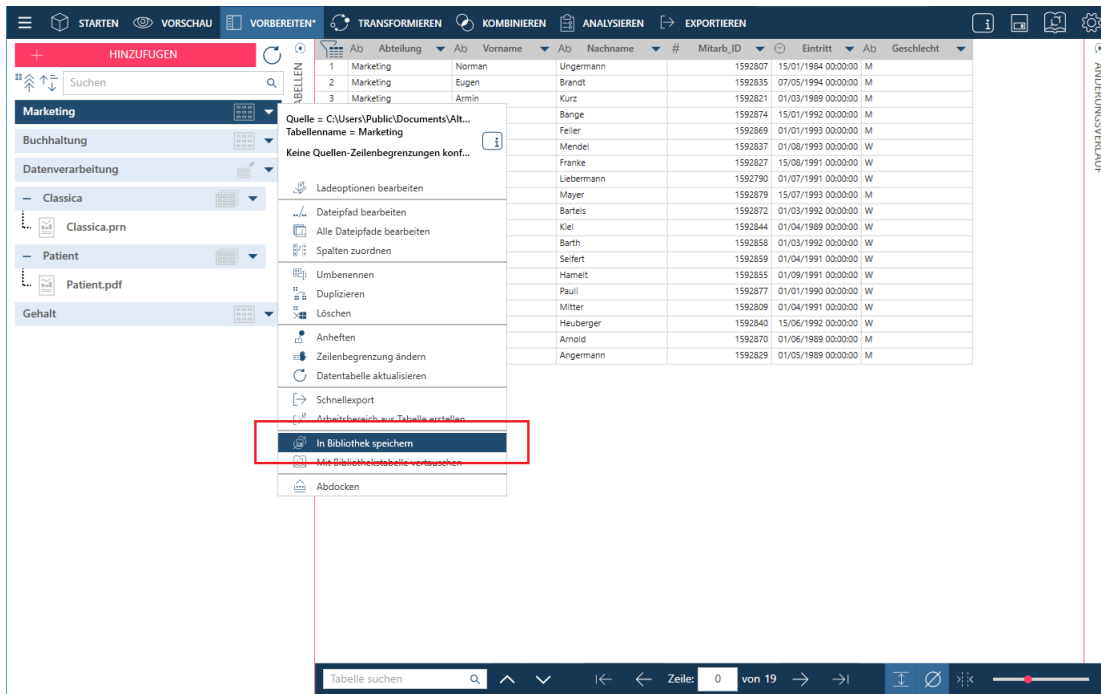 STARTEN VORSCHAU VORBEREITEN* TRANSFORMIEREN KOMBINIEREN ANALYSIEREN EXPORTIEREN
HINZUFUGEN
Suchen
Marketing
Buchhaltung
Datenverarbeitung
Classica
Classica.prn
Patient
Patient.pdf
Gehalt
Quelle = C:\Users\Public\Documents\Alt...
Tabellenname = Marketing
Keine Quellen-Zeilenbegrenzungen konf...
Ladeoptionen bearbeiten
Dateipfad bearbeiten
Alle Dateipfade bearbeiten
Spalten zuordnen
Umbenennen
Duplizieren
Löschen
Anheften
Zeilenbegrenzung ändern
Datentabelle aktualisieren
Schnellexport
Arbeitsbereich aus Tabelle erstellen
In Bibliothek speichern
Mit Bibliothekstabelle vertauschen
Abdocken
Ab Abteilung Ab Vorname Ab Nachname # Mitarb_ID Eintritt Ab Geschlecht
1 Marketing Norman Ungermann 1592807 15/01/1984 00:00:00 M
2 Marketing Eugen Brandt 1592835 07/05/1994 00:00:00 M
3 Marketing Armin Kurz 1592821 01/03/1989 00:00:00 M
Bange 1592874 15/01/1992 00:00:00 M
Feller 1592869 01/01/1993 00:00:00 M
Mendel 1592837 01/08/1993 00:00:00 W
Franke 1592827 15/08/1991 00:00:00 W
Liebermann 1592790 01/07/1991 00:00:00 W
Mayer 1592879 15/07/1993 00:00:00 M
Bartels 1592872 01/03/1992 00:00:00 W
Kiel 1592844 01/04/1989 00:00:00 W
Barth 1592858 01/03/1992 00:00:00 W
Seifert 1592859 01/04/1991 00:00:00 W
Hamelt 1592855 01/09/1991 00:00:00 W
Pauli 1592877 01/01/1990 00:00:00 W
Mitter 1592809 01/04/1991 00:00:00 W
Heuberger 1592840 15/06/1992 00:00:00 W
Arnold 1592870 01/06/1989 00:00:00 M
Angermann 1592829 01/05/1989 00:00:00 M
ÄNDERUNGSVERLAUF
Tabelle suchen Zeile: 0 von 19